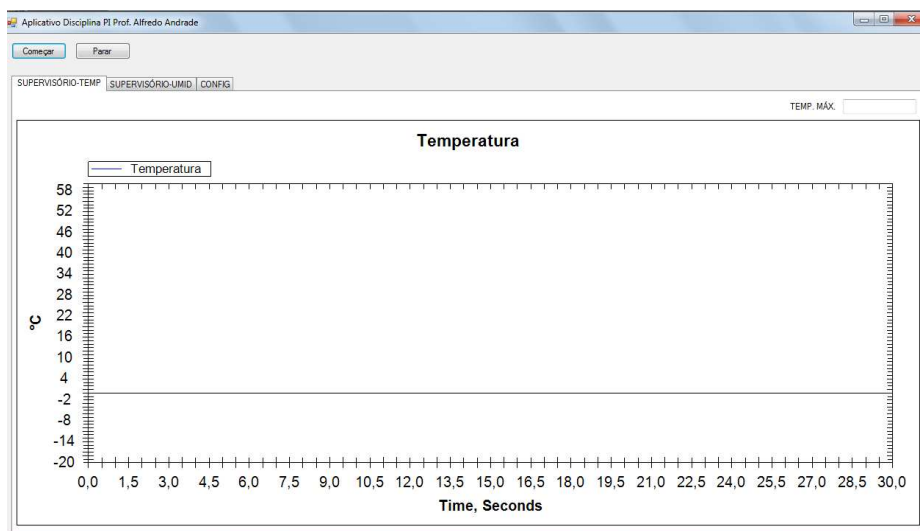 Aplicativo Disciplina PI Prof. Alfredo Andrade
Começar Parar
SUPERVISÓRIO-TEMP SUPERVISÓRIO-UMID CONFIG
TEMP. MÁX.
Temperatura
Temperatura
58
52
46
40
34
28
22
16
10
4
-2
-8
-14
-20
°C
0,0 1,5 3,0 4,5 6,0 7,5 9,0 10,5 12,0 13,5 15,0 16,5 18,0 19,5 21,0 22,5 24,0 25,5 27,0 28,5 30,0
Time, Seconds